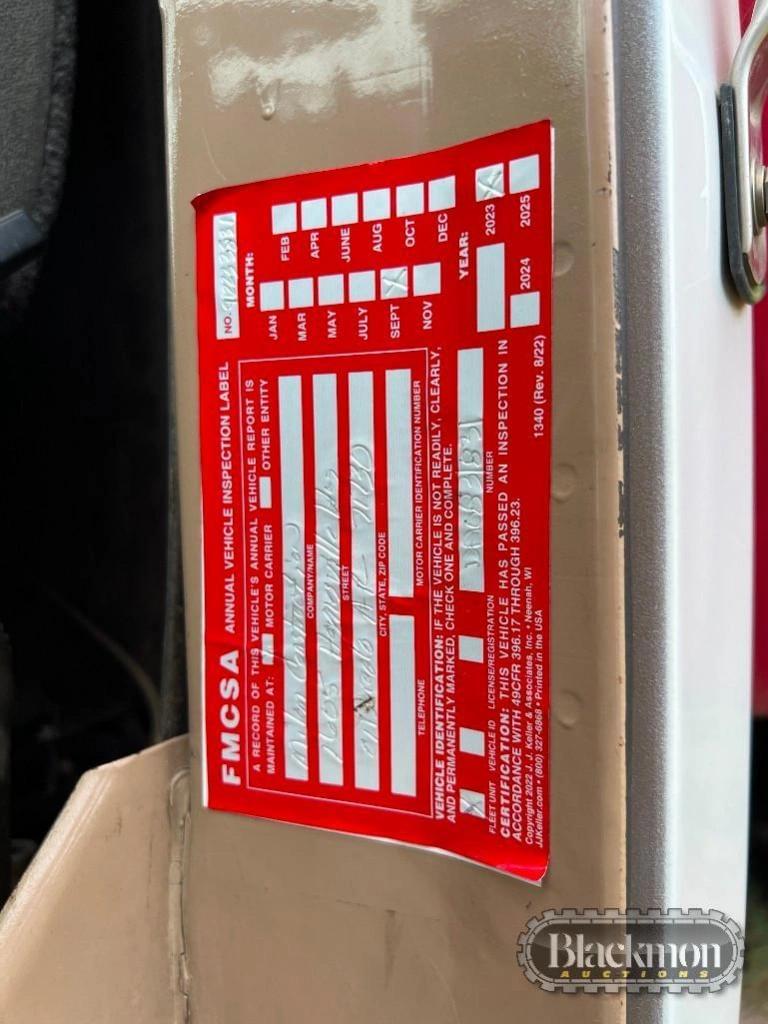 FMCSA ANNUAL VEHICLE INSPECTION LABEL NO.
A RECORD OF THIS VEHICLE'S ANNUAL VEHICLE REPORT IS
MAINTAINED AT: MOTOR CARRIER OTHER ENTITY
COMPANY/NAME
STREET
CITY, STATE, ZIP CODE
TELEPHONE MOTOR CARRIER IDENTIFICATION NUMBER
MONTH:
JAN FEB
MAR APR
MAY JUNE
JULY AUG
SEPT X OCT
NOV DEC
YEAR:
2023 X
2024 2025
VEHICLE IDENTIFICATION: IF THE VEHICLE IS NOT READILY, CLEARLY,
AND PERMANENTLY MARKED, CHECK ONE AND COMPLETE.
X
FLEET UNIT VEHICLE ID LICENSE/REGISTRATION NUMBER
CERTIFICATION: THIS VEHICLE HAS PASSED AN INSPECTION IN
ACCORDANCE WITH 49CFR 396.17 THROUGH 396.23.
Copyright 2022 J. J. Keller & Associates, Inc. • Neenah, WI
JJKeller.com • (800) 327-6868 • Printed in the USA
1340 (Rev. 8/22)
Blackmon
AUCTIONS